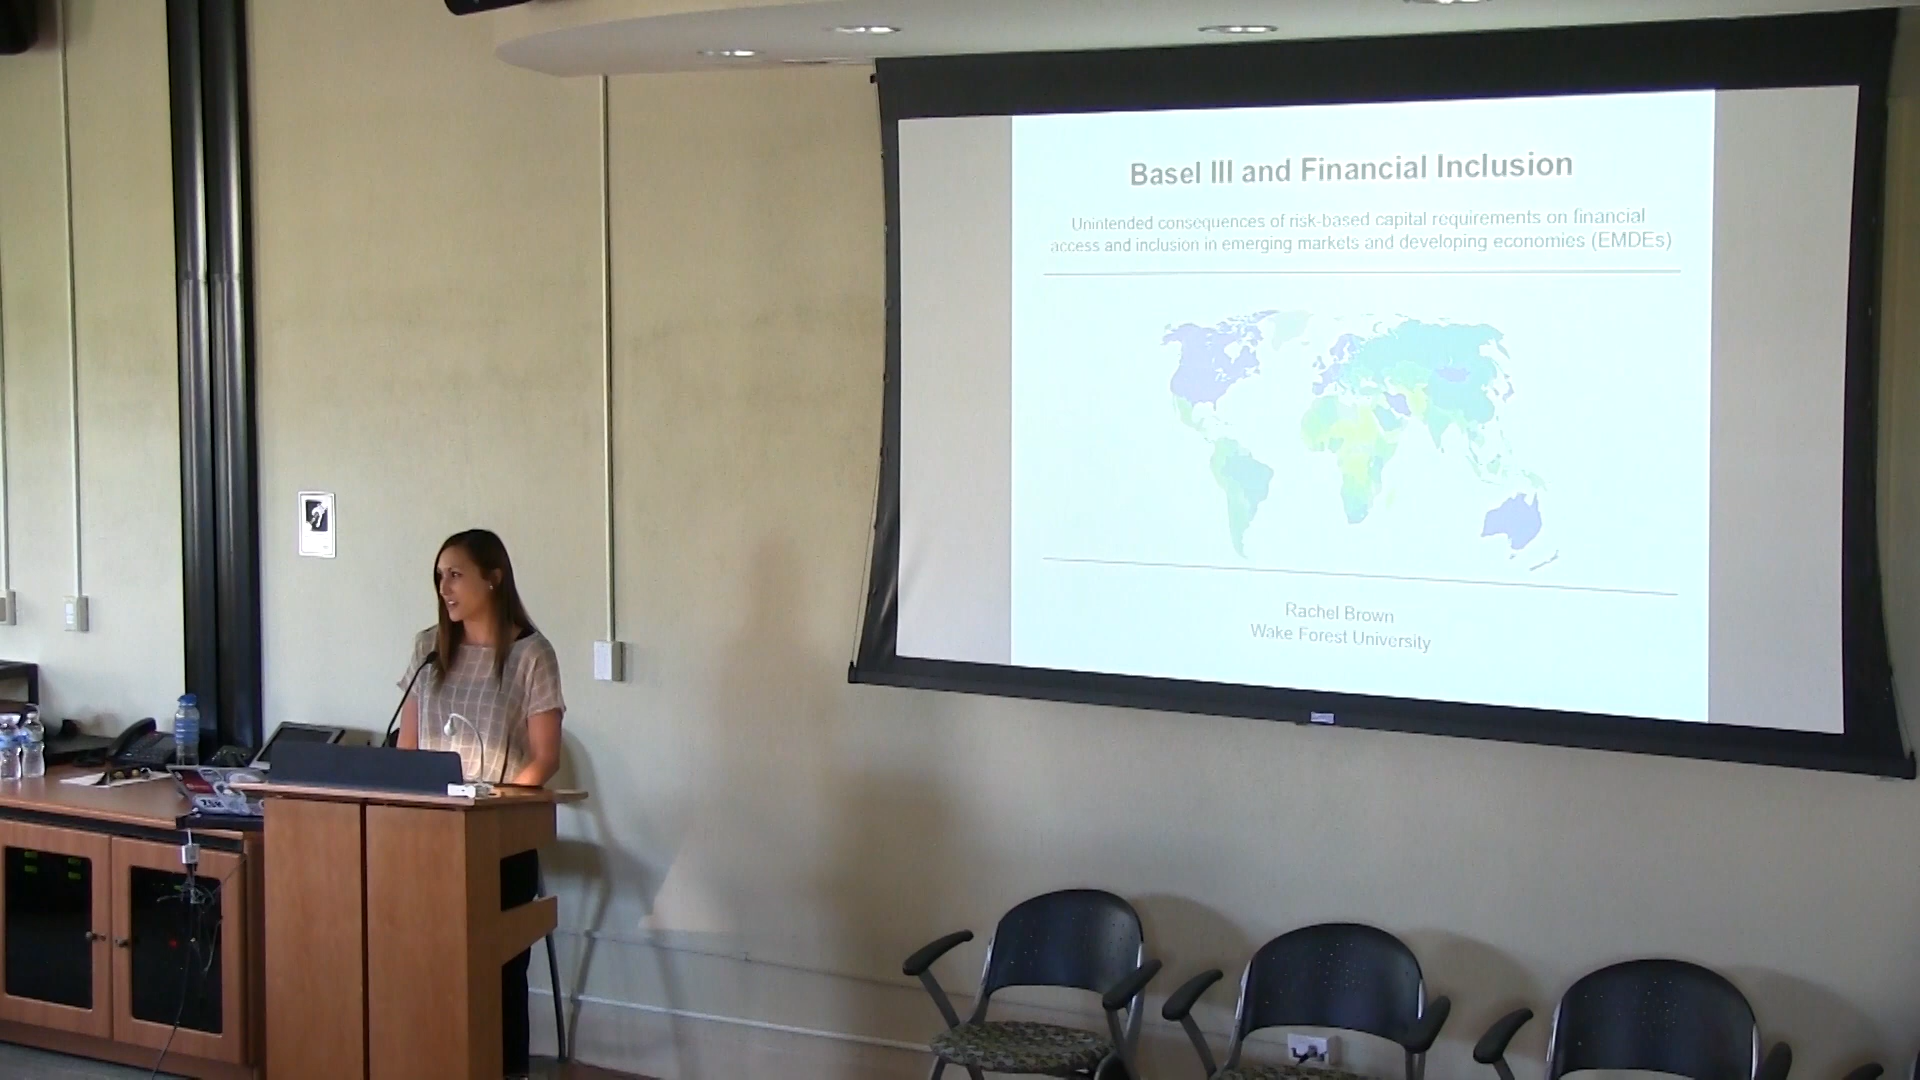 Basel III and Financial Inclusion
Unintended consequences of risk-based capital requirements on financial
access and inclusion in emerging markets and developing economies (EMDEs)
Rachel Brown
Wake Forest University